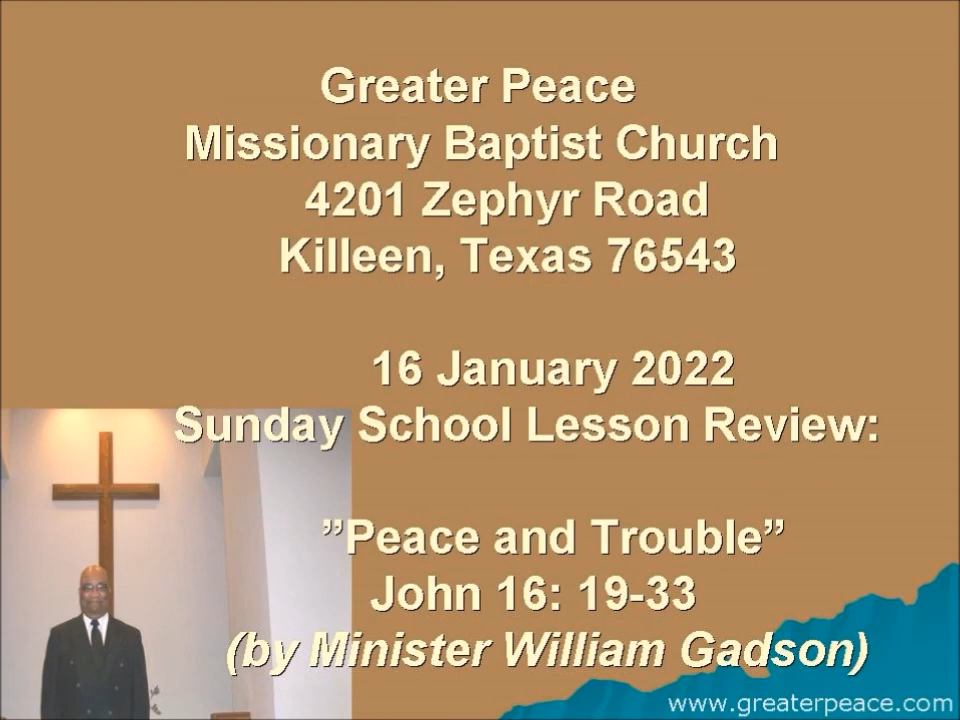 Greater Peace
Missionary Baptist Church
4201 Zephyr Road
Killeen, Texas 76543
16 January 2022
Sunday School Lesson Review:
”Peace and Trouble”
John 16: 19-33
(by Minister William Gadson)
www.greaterpeace.com